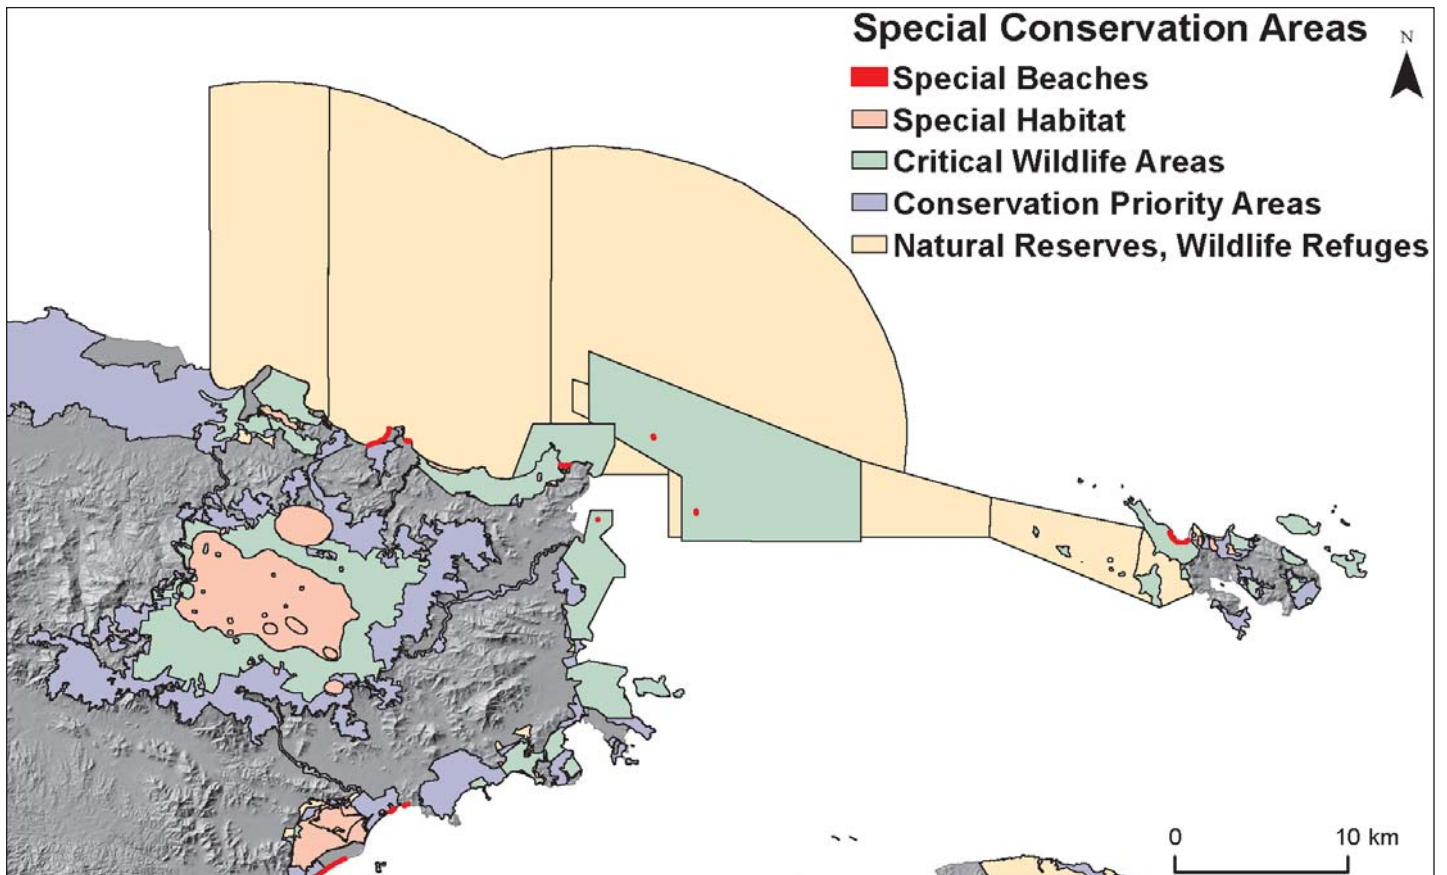 Special Conservation Areas
N
Special Beaches
Special Habitat
Critical Wildlife Areas
Conservation Priority Areas
Natural Reserves, Wildlife Refuges
0 10 km